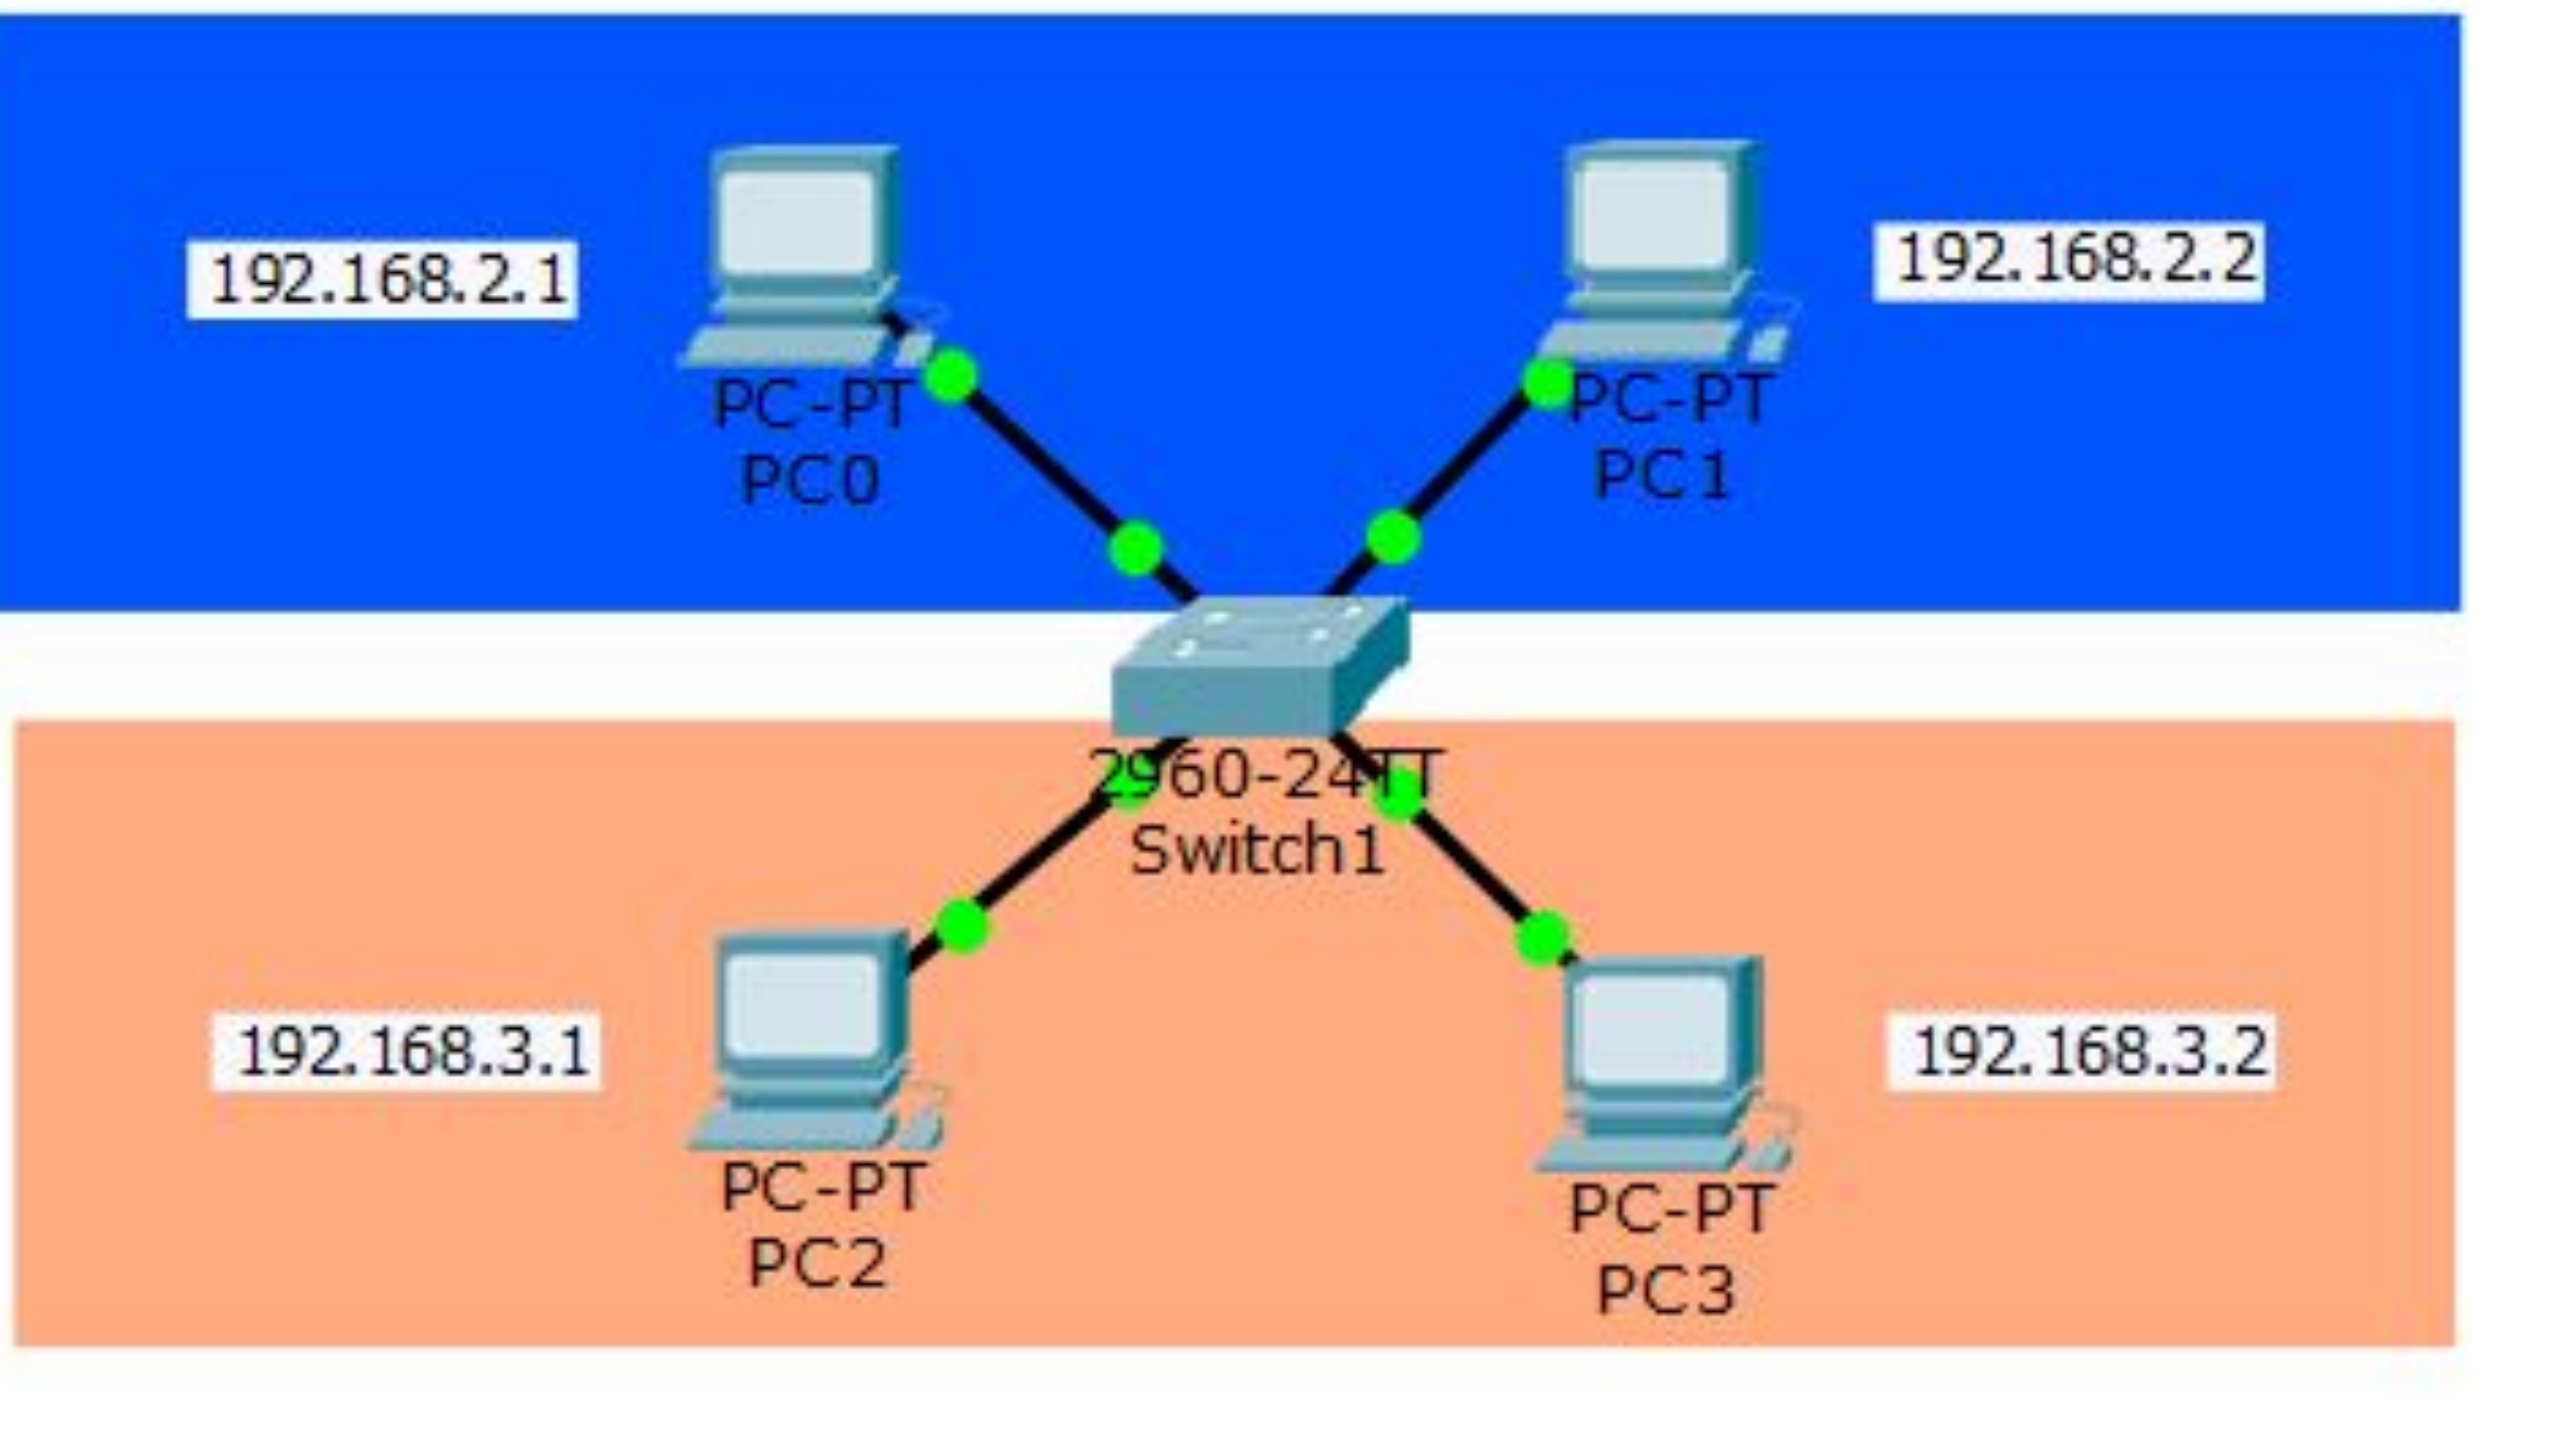 192.168.2.1
PC-PT
PC0
PC-PT
PC1
192.168.2.2
2960-24TT
Switch1
192.168.3.1
PC-PT
PC2
PC-PT
PC3
192.168.3.2